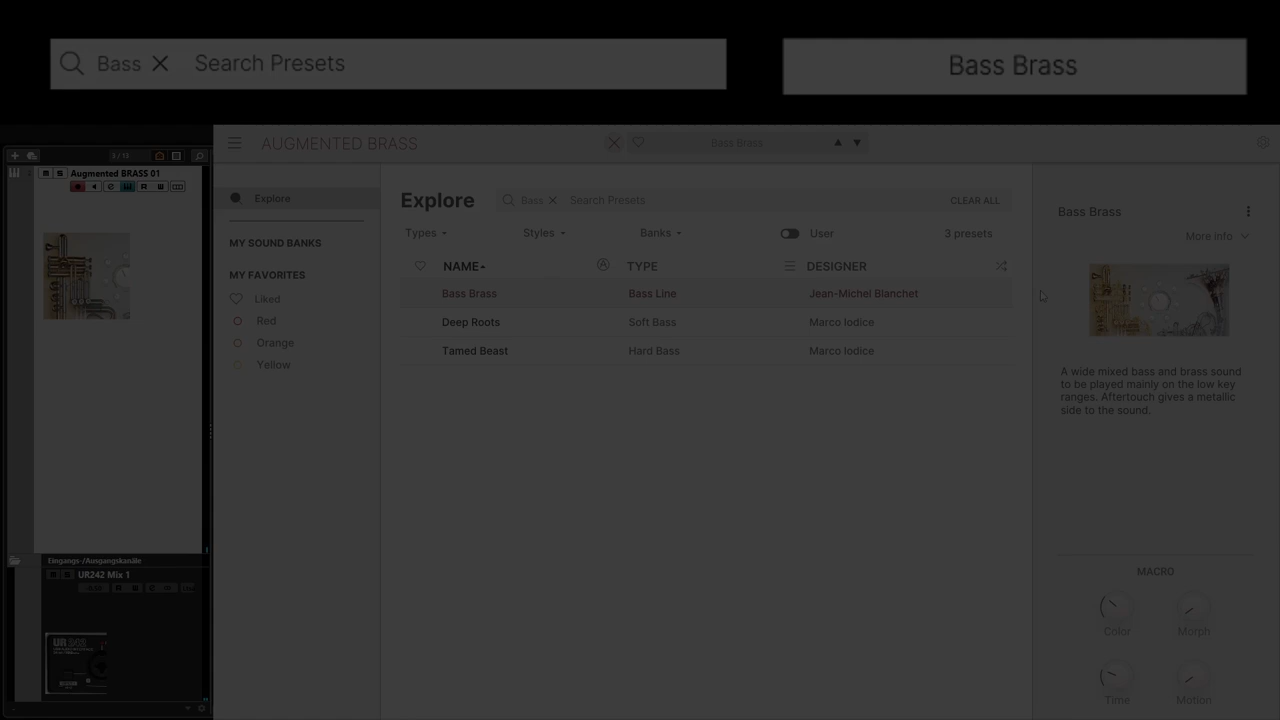 Bass
Search Presets
Bass Brass
AUGMENTED BRASS
Bass Brass
3 / 13
M S Augmented BRASS 01
R W
Explore
Explore
Bass
Search Presets
CLEAR ALL
Bass Brass
More info
Types
Styles
Banks
User
3 presets
MY SOUND BANKS
MY FAVORITES
Liked
Red
Orange
Yellow
NAME TYPE DESIGNER
Bass Brass Bass Line Jean-Michel Blanchet
Deep Roots Soft Bass Marco Iodice
Tamed Beast Hard Bass Marco Iodice
A wide mixed bass and brass sound
to be played mainly on the low key
ranges. Aftertouch gives a metallic
side to the sound.
Eingangs-/Ausgangskanäle
UR242 Mix 1
UR242
MACRO
Color
Morph
Time
Motion